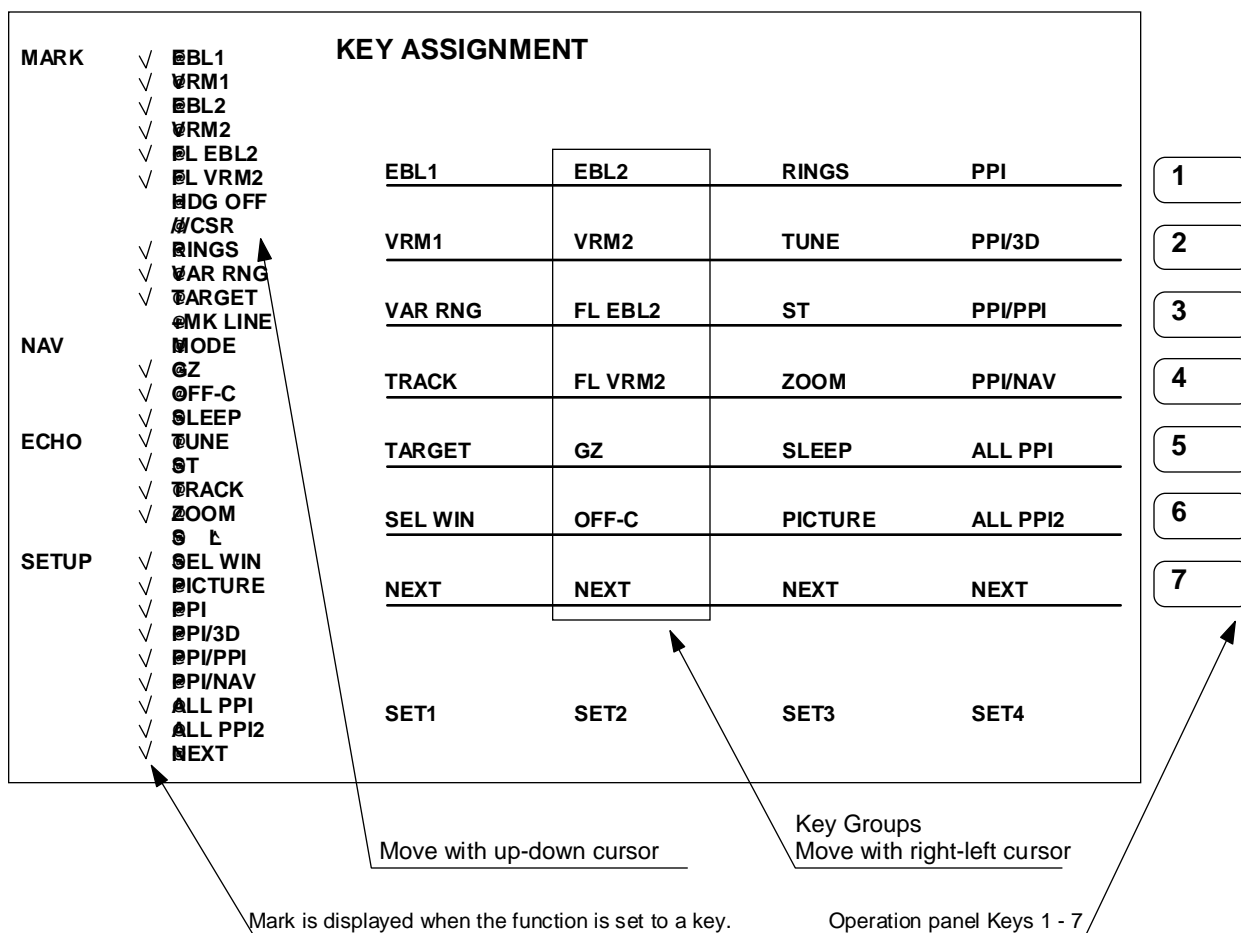 KEY ASSIGNMENT
MARK √ EBL1
√ VRM1
√ EBL2
√ VRM2
√ FL EBL2
√ FL VRM2
HDG OFF
//CSR
√ RINGS
√ VAR RNG
√ TARGET
+MK LINE
NAV MODE
√ GZ
√ OFF-C
√ SLEEP
ECHO √ TUNE
√ ST
√ TRACK
√ ZOOM
SETUP √ SEL WIN
√ PICTURE
√ PPI
√ PPI/3D
√ PPI/PPI
√ PPI/NAV
√ ALL PPI
√ ALL PPI2
√ NEXT
EBL1 EBL2 RINGS PPI 1
VRM1 VRM2 TUNE PPI/3D 2
VAR RNG FL EBL2 ST PPI/PPI 3
TRACK FL VRM2 ZOOM PPI/NAV 4
TARGET GZ SLEEP ALL PPI 5
SEL WIN OFF-C PICTURE ALL PPI2 6
NEXT NEXT NEXT NEXT 7
SET1 SET2 SET3 SET4
Move with up-down cursor
Key Groups
Move with right-left cursor
Mark is displayed when the function is set to a key.
Operation panel Keys 1 - 7